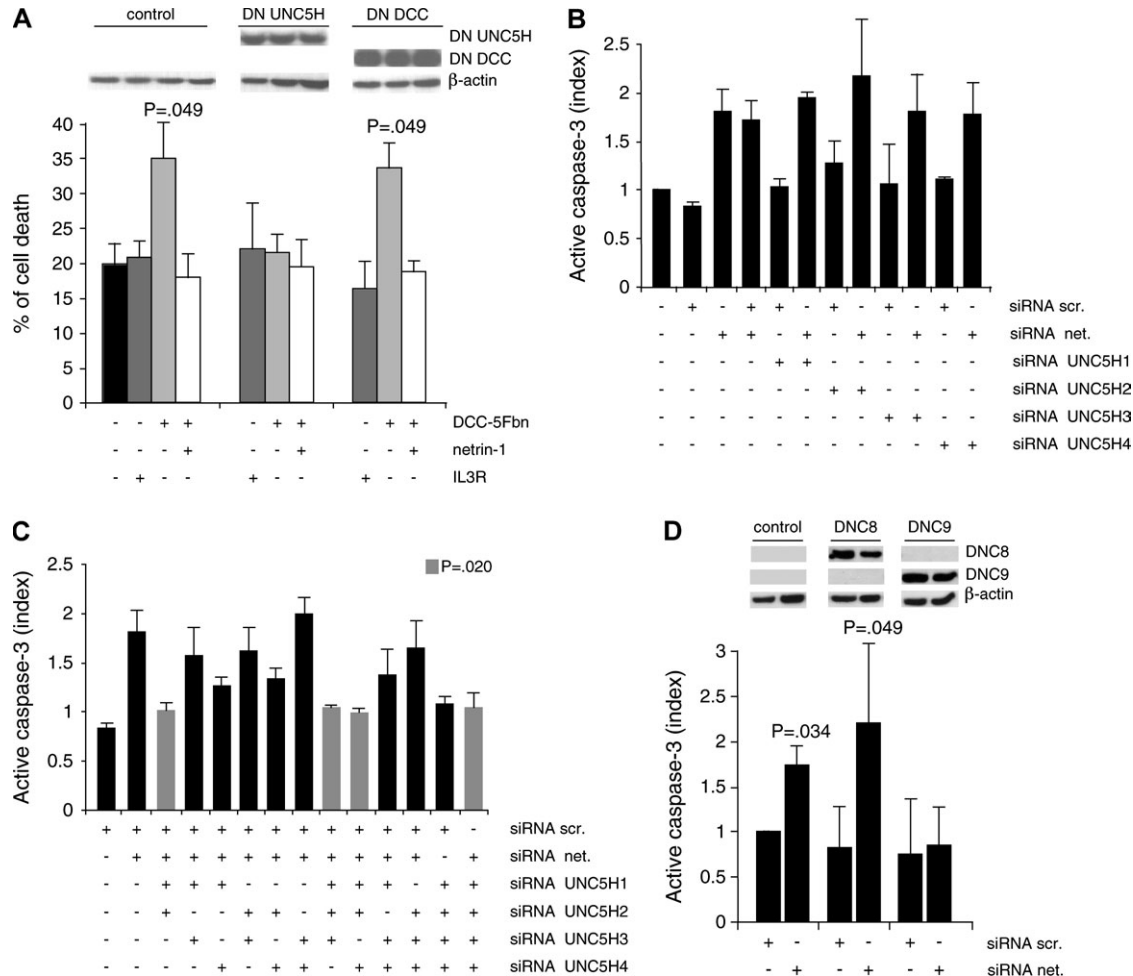 A
control DN UNC5H DN DCC
DN UNC5H
DN DCC
β-actin
P=.049 P=.049
% of cell death
40
35
30
25
20
15
10
5
0
- - + + - + + - + + DCC-5Fbn
- - - + - - + - - + netrin-1
- + - - + - - + - - IL3R
B
Active caspase-3 (index)
2.5
2
1.5
1
0.5
0
- + - + + - + - + - + - siRNA scr.
- - + + - + - + - + - + siRNA net.
- - - - + + - - - - - - siRNA UNC5H1
- - - - - - + + - - - - siRNA UNC5H2
- - - - - - - - + + - - siRNA UNC5H3
- - - - - - - - - - + + siRNA UNC5H4
C
P=.020
Active caspase-3 (index)
2.5
2
1.5
1
0.5
0
+ + + + + + + + + + + + + - siRNA scr.
- + + + + + + + + + + + - + siRNA net.
- - + + + - - - + + + - + + siRNA UNC5H1
- - + - - + + - + + - + + + siRNA UNC5H2
- - - + - + - + + - + + + + siRNA UNC5H3
- - - - + - + + - + + + + + siRNA UNC5H4
D
control DNC8 DNC9
DNC8
DNC9
β-actin
P=.049
P=.034
Active caspase-3 (index)
3
2.5
2
1.5
1
0.5
0
+ - + - + - siRNA scr.
- + - + - + siRNA net.